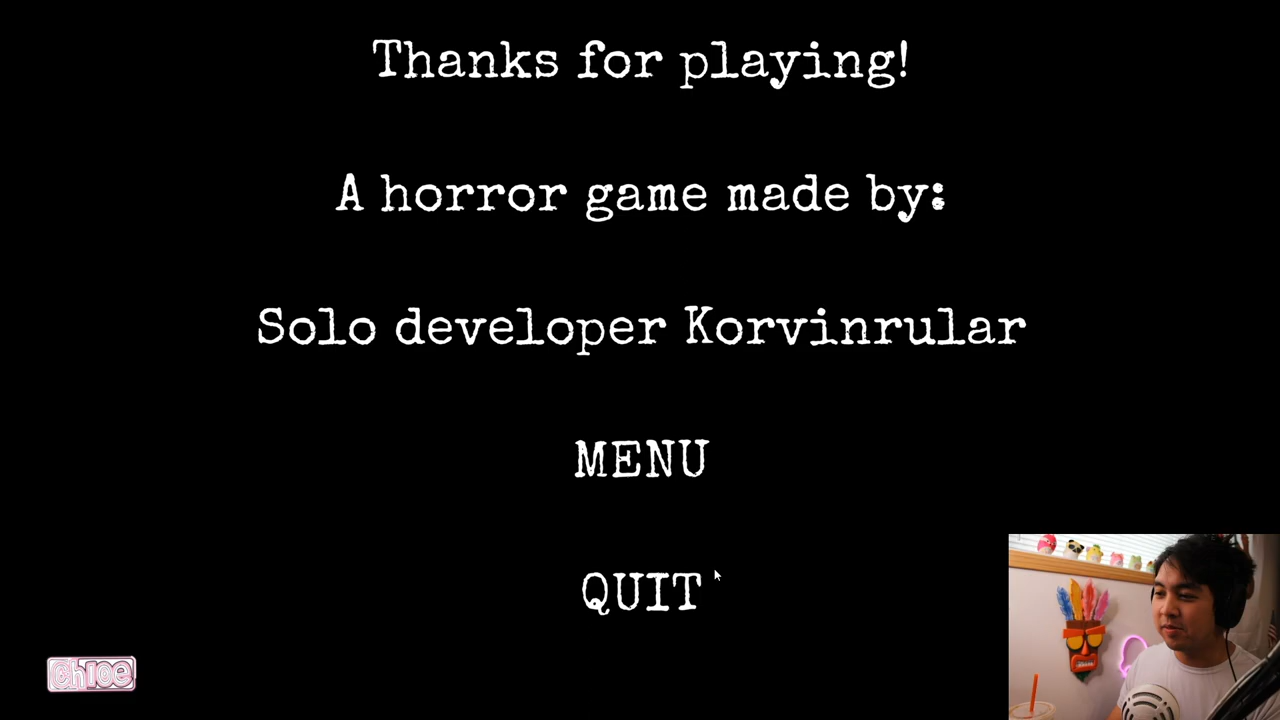 Thanks for playing!
A horror game made by:
Solo developer Korvinrular
MENU
QUIT
Chloe